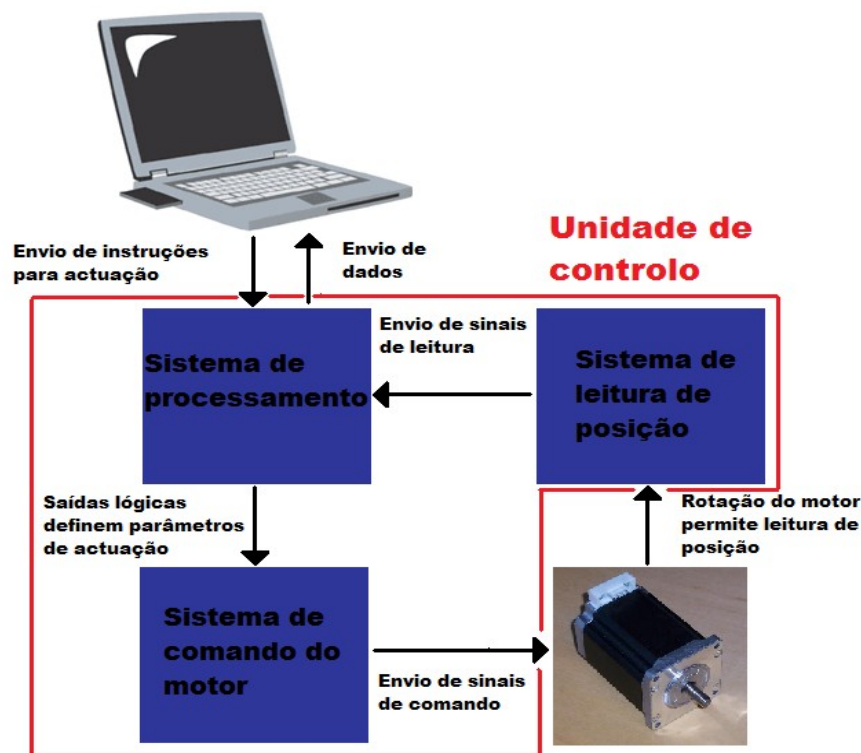 Unidade de
controlo
Envio de instruções
para actuação
Envio de
dados
Sistema de
processamento
Envio de sinais
de leitura
Sistema de
leitura de
posição
Saídas lógicas
definem parâmetros
de actuação
Rotação do motor
permite leitura de
posição
Sistema de
comando do
motor
Envio de sinais
de comando